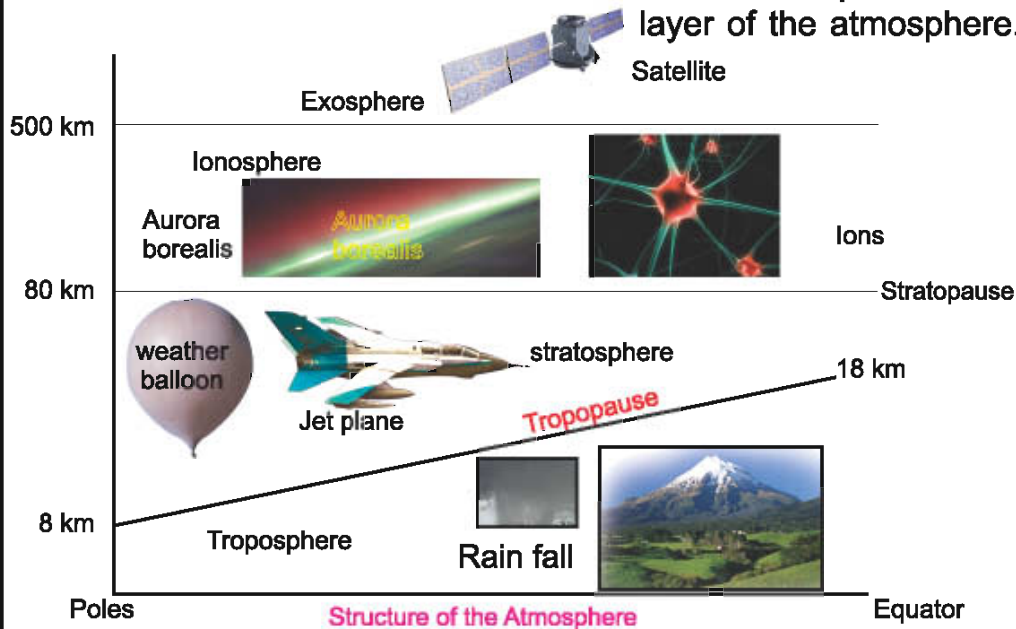 layer of the atmosphere.
Satellite
Exosphere
500 km
Ionosphere
Aurora
borealis
Aurora
borealis
Ions
80 km
Stratopause
weather
balloon
stratosphere
18 km
Jet plane
Tropopause
8 km
Troposphere
Rain fall
Poles
Structure of the Atmosphere
Equator